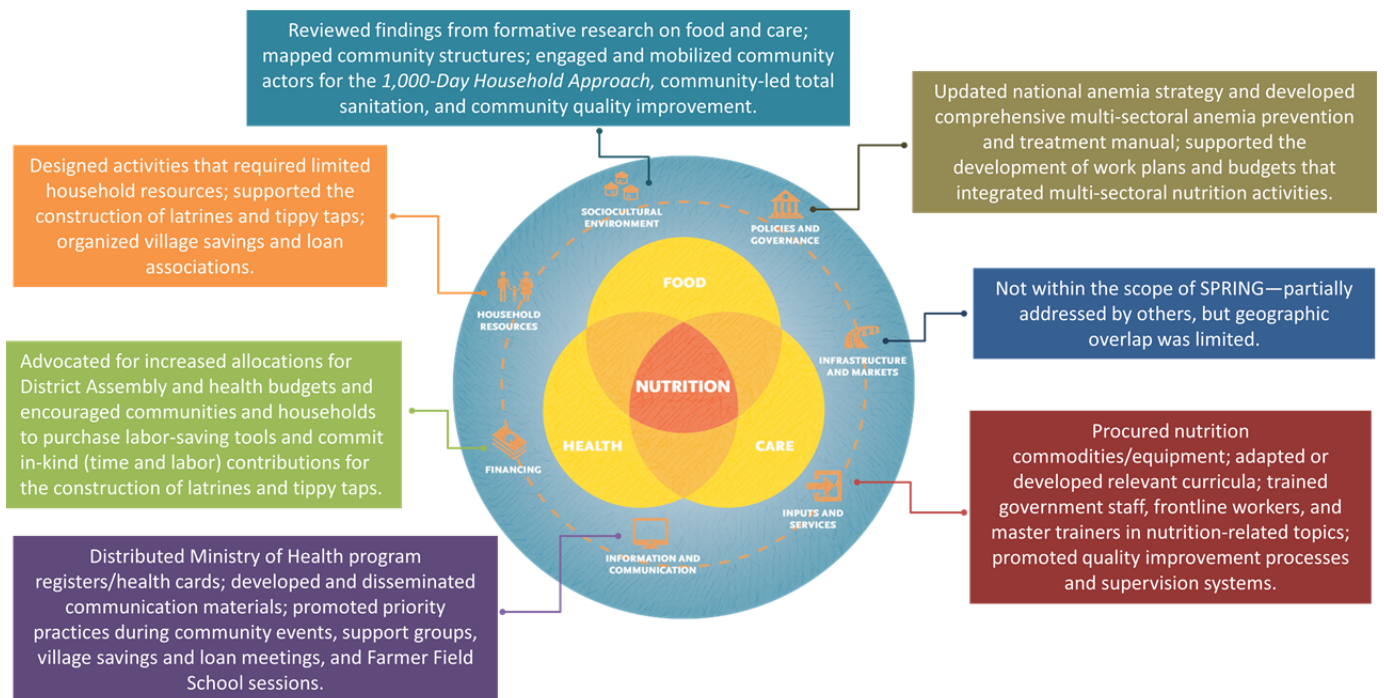 Reviewed findings from formative research on food and care;
mapped community structures; engaged and mobilized community
actors for the 1,000-Day Household Approach, community-led total
sanitation, and community quality improvement.
Updated national anemia strategy and developed
comprehensive multi-sectoral anemia prevention
and treatment manual; supported the
development of work plans and budgets that
integrated multi-sectoral nutrition activities.
Designed activities that required limited
household resources; supported the
construction of latrines and tippy taps;
organized village savings and loan
associations.
SOCIOCULTURAL
ENVIRONMENT
POLICIES AND
GOVERNANCE
FOOD
HOUSEHOLD
RESOURCES
Not within the scope of SPRING—partially
addressed by others, but geographic
overlap was limited.
INFRASTRUCTURE
AND MARKETS
NUTRITION
Advocated for increased allocations for
District Assembly and health budgets and
encouraged communities and households
to purchase labor-saving tools and commit
in-kind (time and labor) contributions for
the construction of latrines and tippy taps.
HEALTH
CARE
FINANCING
Procured nutrition
commodities/equipment; adapted or
developed relevant curricula; trained
government staff, frontline workers, and
master trainers in nutrition-related topics;
promoted quality improvement processes
and supervision systems.
INPUTS AND
SERVICES
INFORMATION AND
COMMUNICATION
Distributed Ministry of Health program
registers/health cards; developed and disseminated
communication materials; promoted priority
practices during community events, support groups,
village savings and loan meetings, and Farmer Field
School sessions.